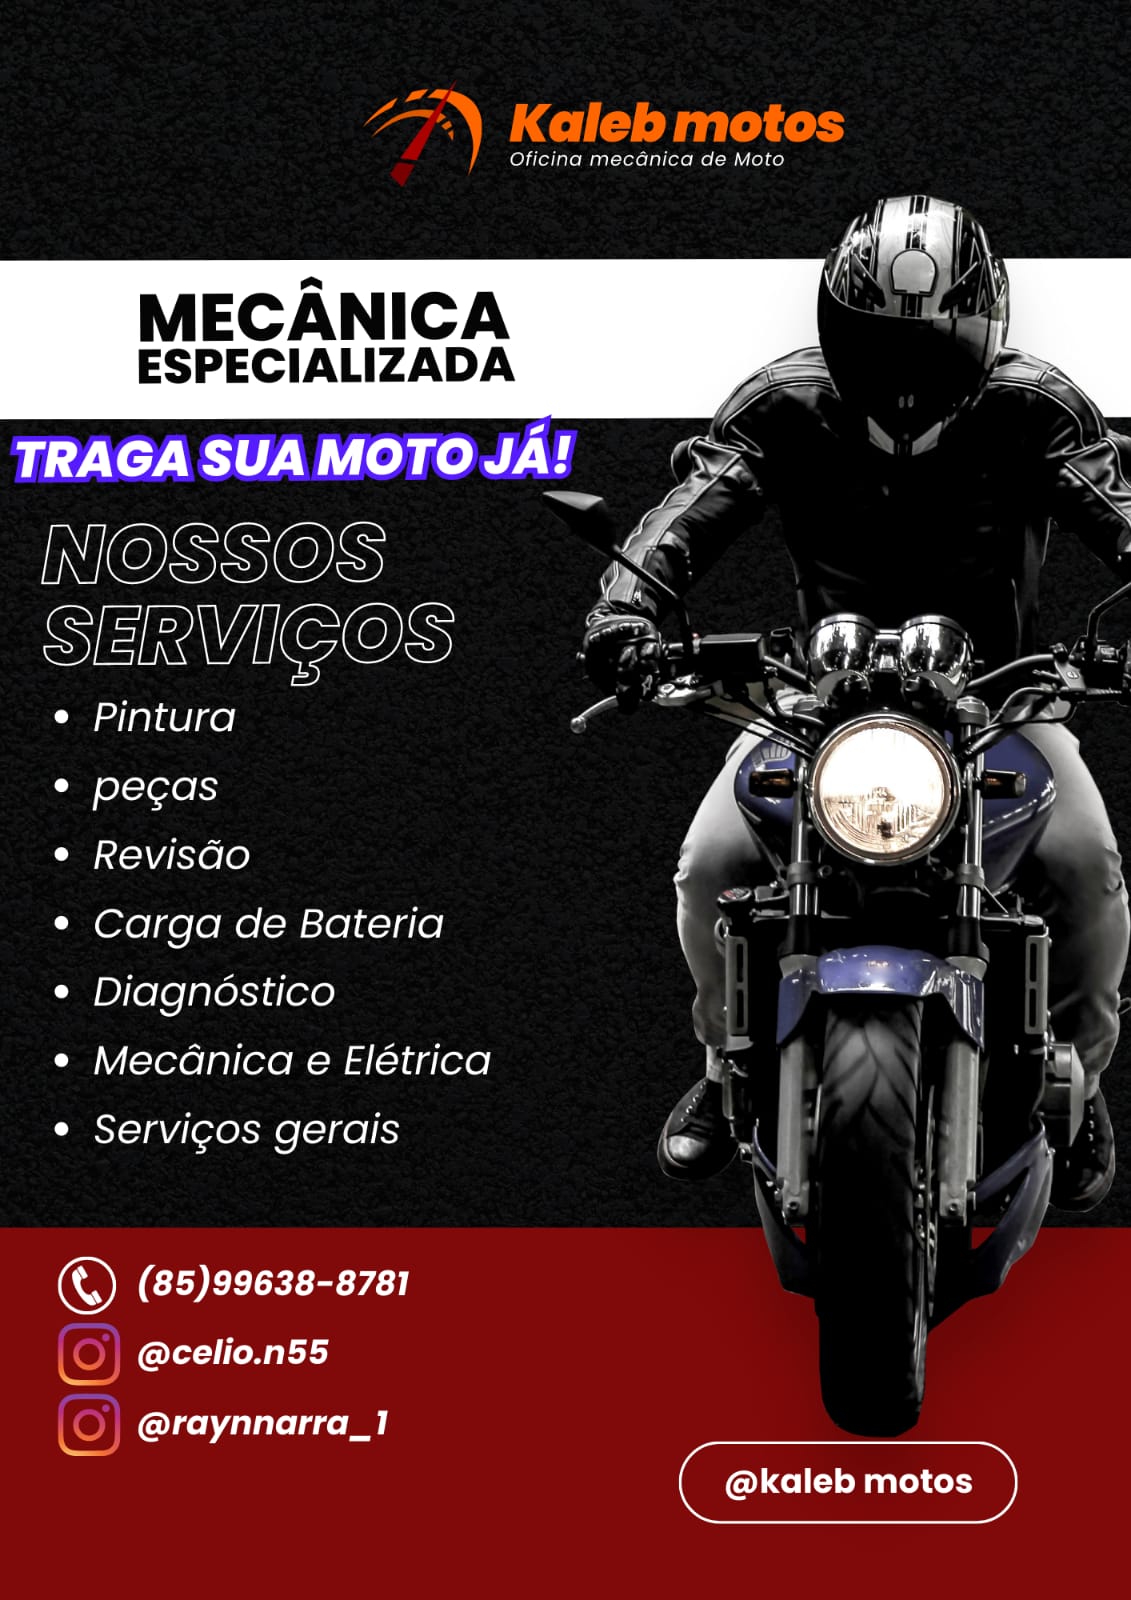 Kaleb motos
Oficina mecânica de Moto
MECÂNICA
ESPECIALIZADA
TRAGA SUA MOTO JÁ!
NOSSOS
SERVIÇOS
• Pintura
• peças
• Revisão
• Carga de Bateria
• Diagnóstico
• Mecânica e Elétrica
• Serviços gerais
(85)99638-8781
@celio.n55
@raynnarra_1
@kaleb motos